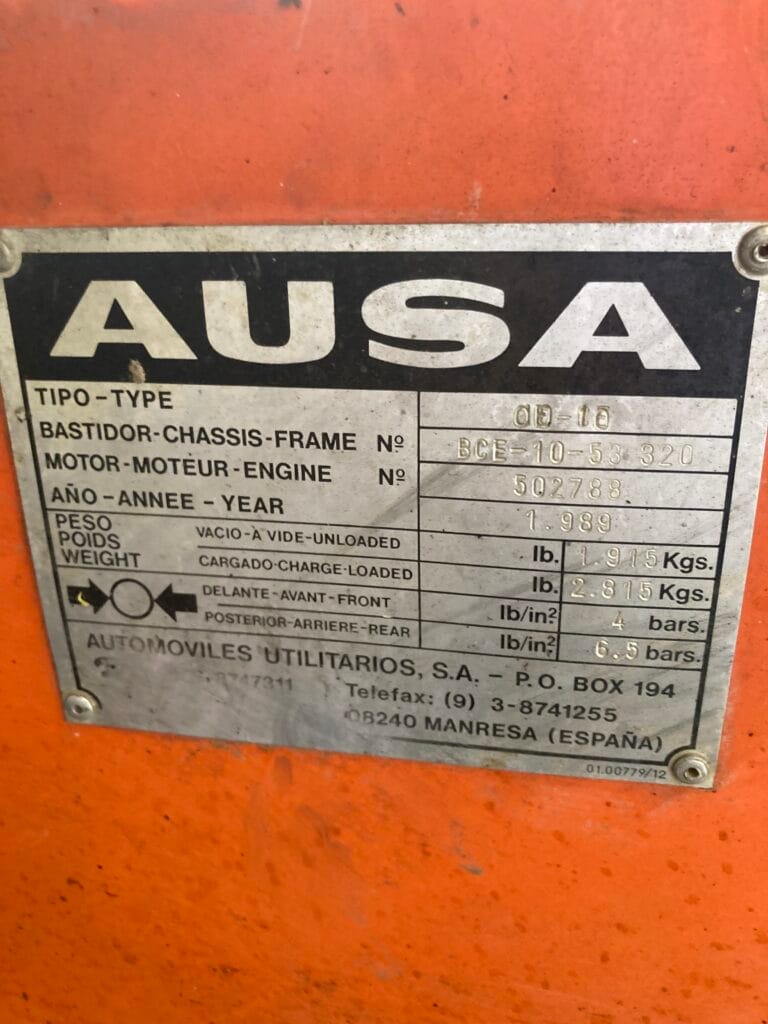 AUSA
TIPO-TYPE
BASTIDOR-CHASSIS-FRAME Nº BCE-10-53 320
MOTOR-MOTEUR-ENGINE Nº 502788
AÑO-ANNEE-YEAR 1.989
PESO
POIDS
WEIGHT
VACIO-À VIDE-UNLOADED lb. 1.915 Kgs.
CARGADO-CHARGE-LOADED lb. 2.815 Kgs.
DELANTE-AVANT-FRONT lb/in² 4 bars.
POSTERIOR-ARRIERE-REAR lb/in² 6.5 bars.
AUTOMOVILES UTILITARIOS, S.A. - P.O. BOX 194
8747311 Telefax: (9) 3-8741255
08240 MANRESA (ESPAÑA)
01.00779/12